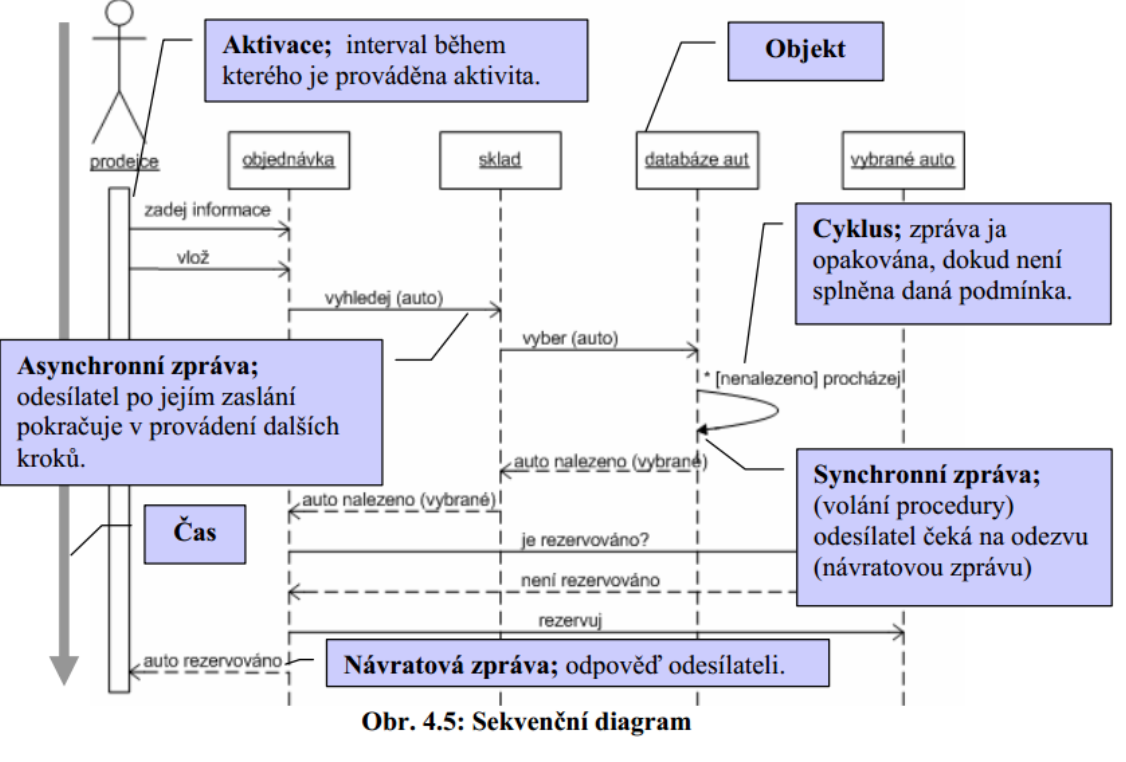 Aktivace; interval během
kterého je prováděna aktivita.
Objekt
prodejce
objednávka
sklad
databáze aut
vybrané auto
zadej informace
vlož
Cyklus; zpráva ja
opakována, dokud není
splněna daná podmínka.
vyhledej (auto)
vyber (auto)
Asynchronní zpráva;
odesílatel po jejím zaslání
pokračuje v provádení dalších
kroků.
* [nenalezeno] procházej
auto nalezeno (vybrané)
Synchronní zpráva;
(volání procedury)
odesílatel čeká na odezvu
(návratovou zprávu)
auto nalezeno (vybrané)
Čas
je rezervováno?
není rezervováno
rezervuj
auto rezervováno
Návratová zpráva; odpověď odesílateli.
Obr. 4.5: Sekvenční diagram